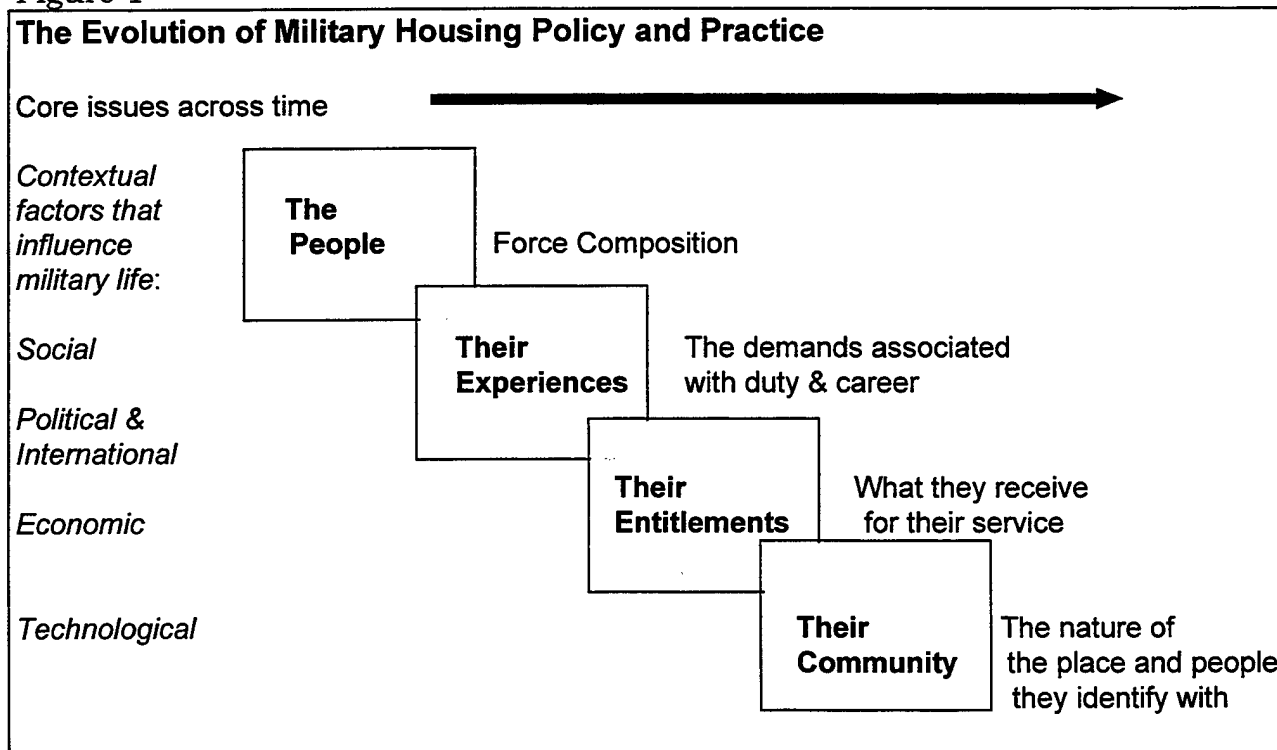 Figure 1
The Evolution of Military Housing Policy and Practice
Core issues across time
Contextual
factors that
influence
military life:
The
People
Force Composition
Social
Their
Experiences
The demands associated
with duty & career
Political &
International
Their
Entitlements
What they receive
for their service
Economic
Technological
Their
Community
The nature of
the place and people
they identify with